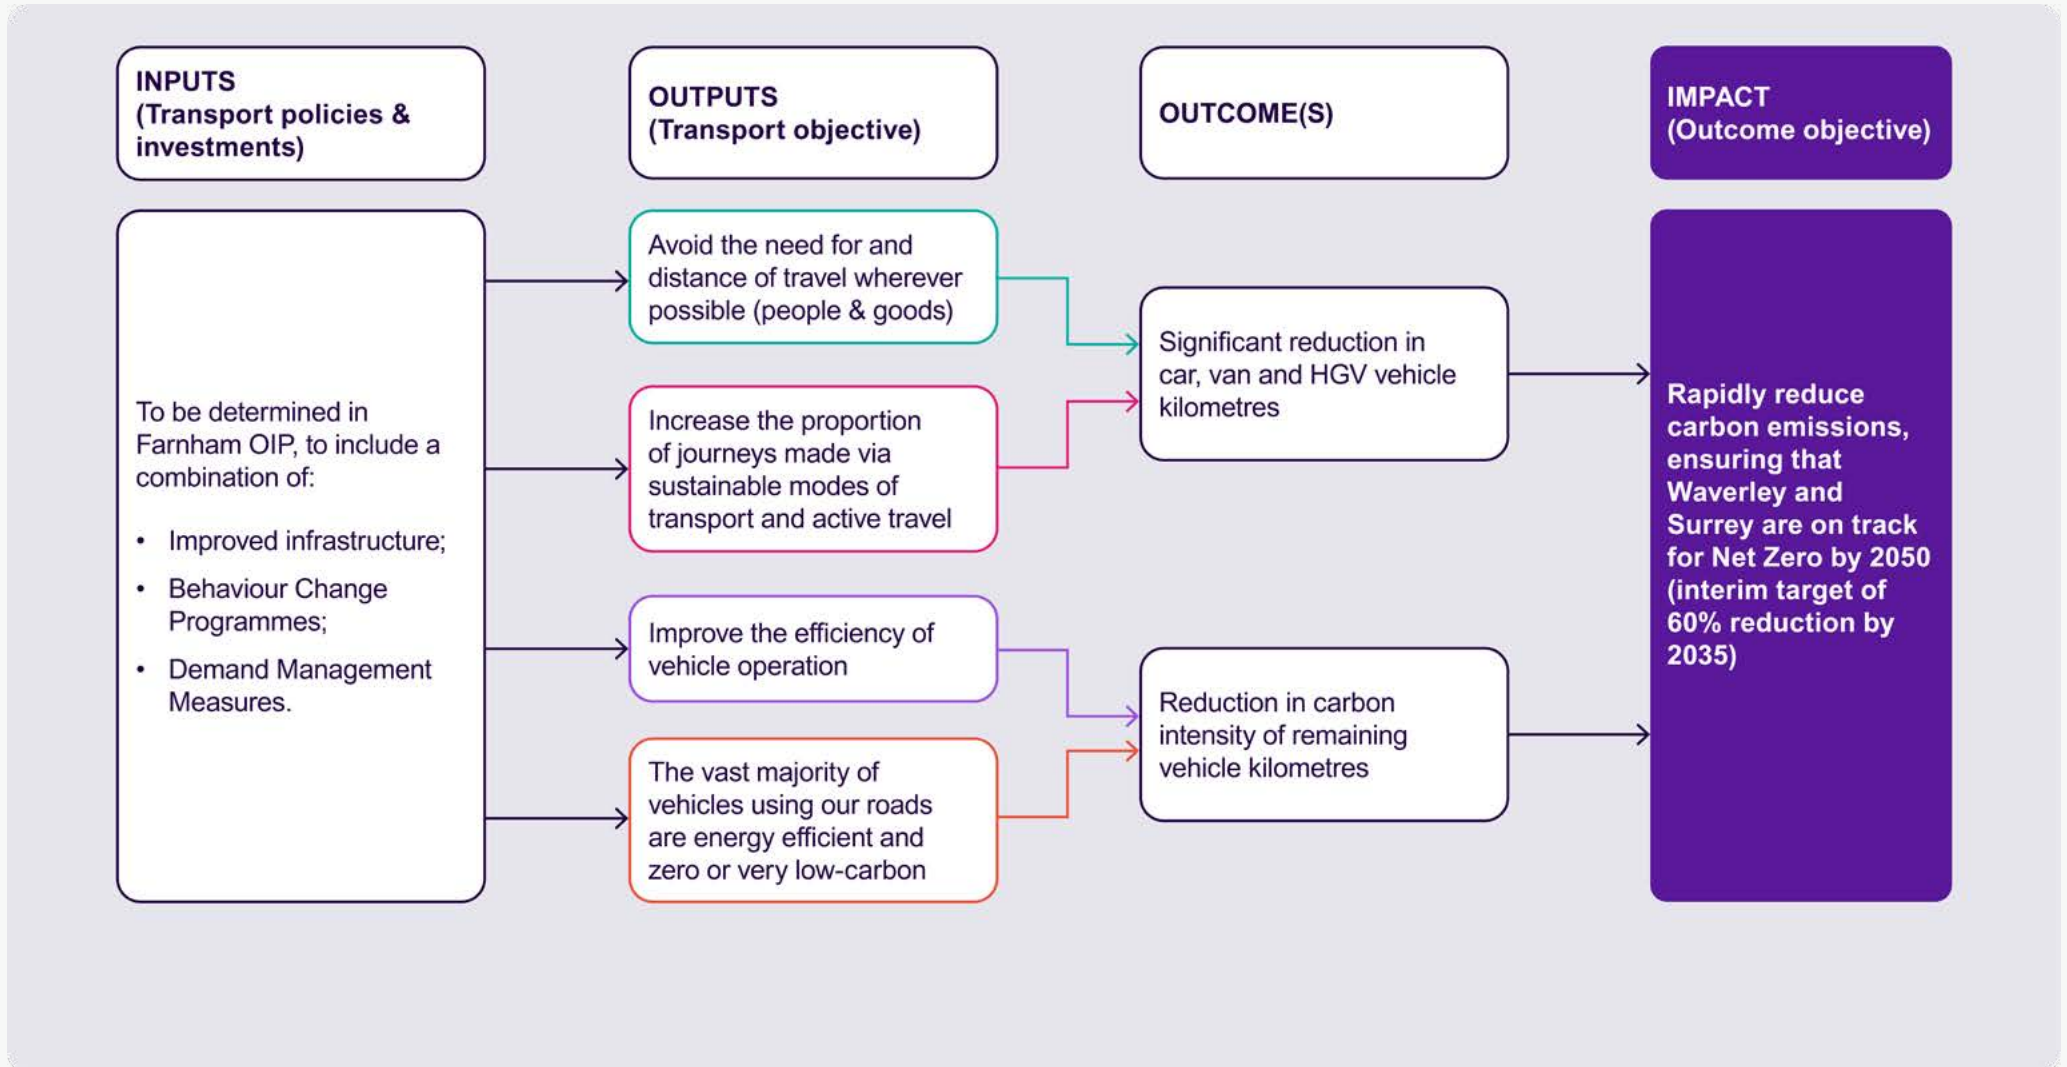 INPUTS
(Transport policies &
investments)
OUTPUTS
(Transport objective)
OUTCOME(S)
IMPACT
(Outcome objective)
To be determined in
Farnham OIP, to include a
combination of:
• Improved infrastructure;
• Behaviour Change
Programmes;
• Demand Management
Measures.
Avoid the need for and
distance of travel wherever
possible (people & goods)
Increase the proportion
of journeys made via
sustainable modes of
transport and active travel
Improve the efficiency of
vehicle operation
The vast majority of
vehicles using our roads
are energy efficient and
zero or very low-carbon
Significant reduction in
car, van and HGV vehicle
kilometres
Reduction in carbon
intensity of remaining
vehicle kilometres
Rapidly reduce
carbon emissions,
ensuring that
Waverley and
Surrey are on track
for Net Zero by 2050
(interim target of
60% reduction by
2035)